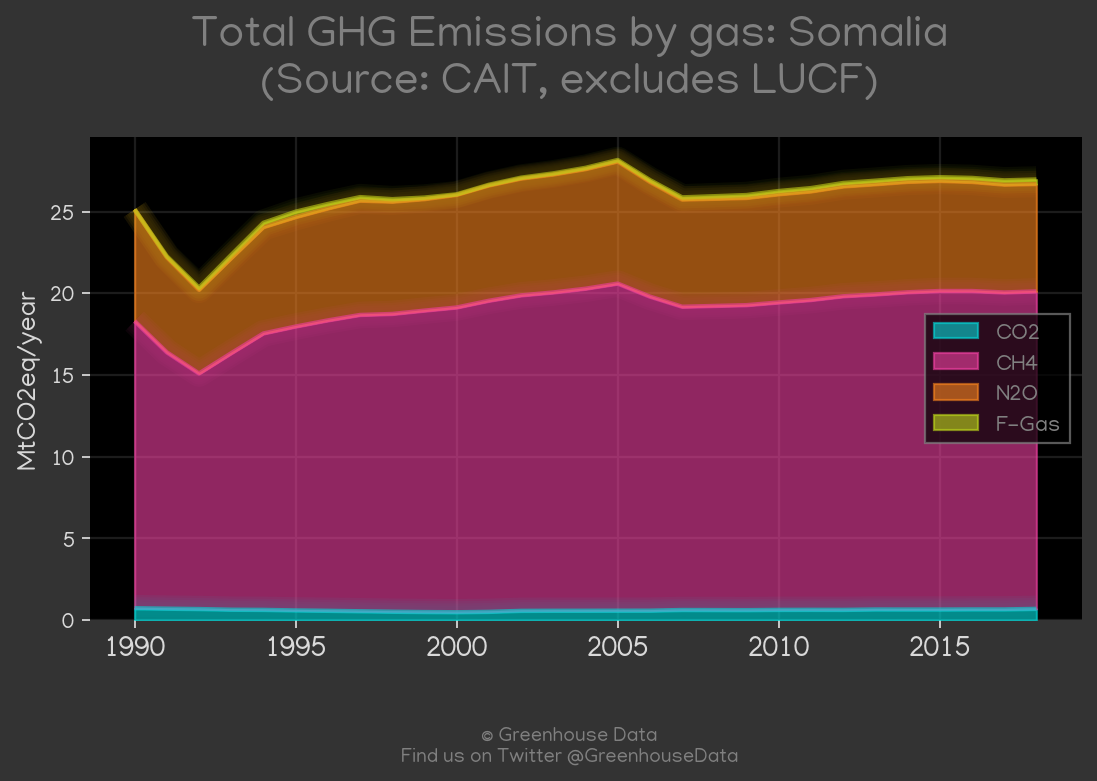 Total GHG Emissions by gas: Somalia
(Source: CAIT, excludes LUCF)
MtCO2eq/year
25
20
15
10
5
0
1990 1995 2000 2005 2010 2015
CO2
CH4
N2O
F-Gas
© Greenhouse Data
Find us on Twitter @GreenhouseData